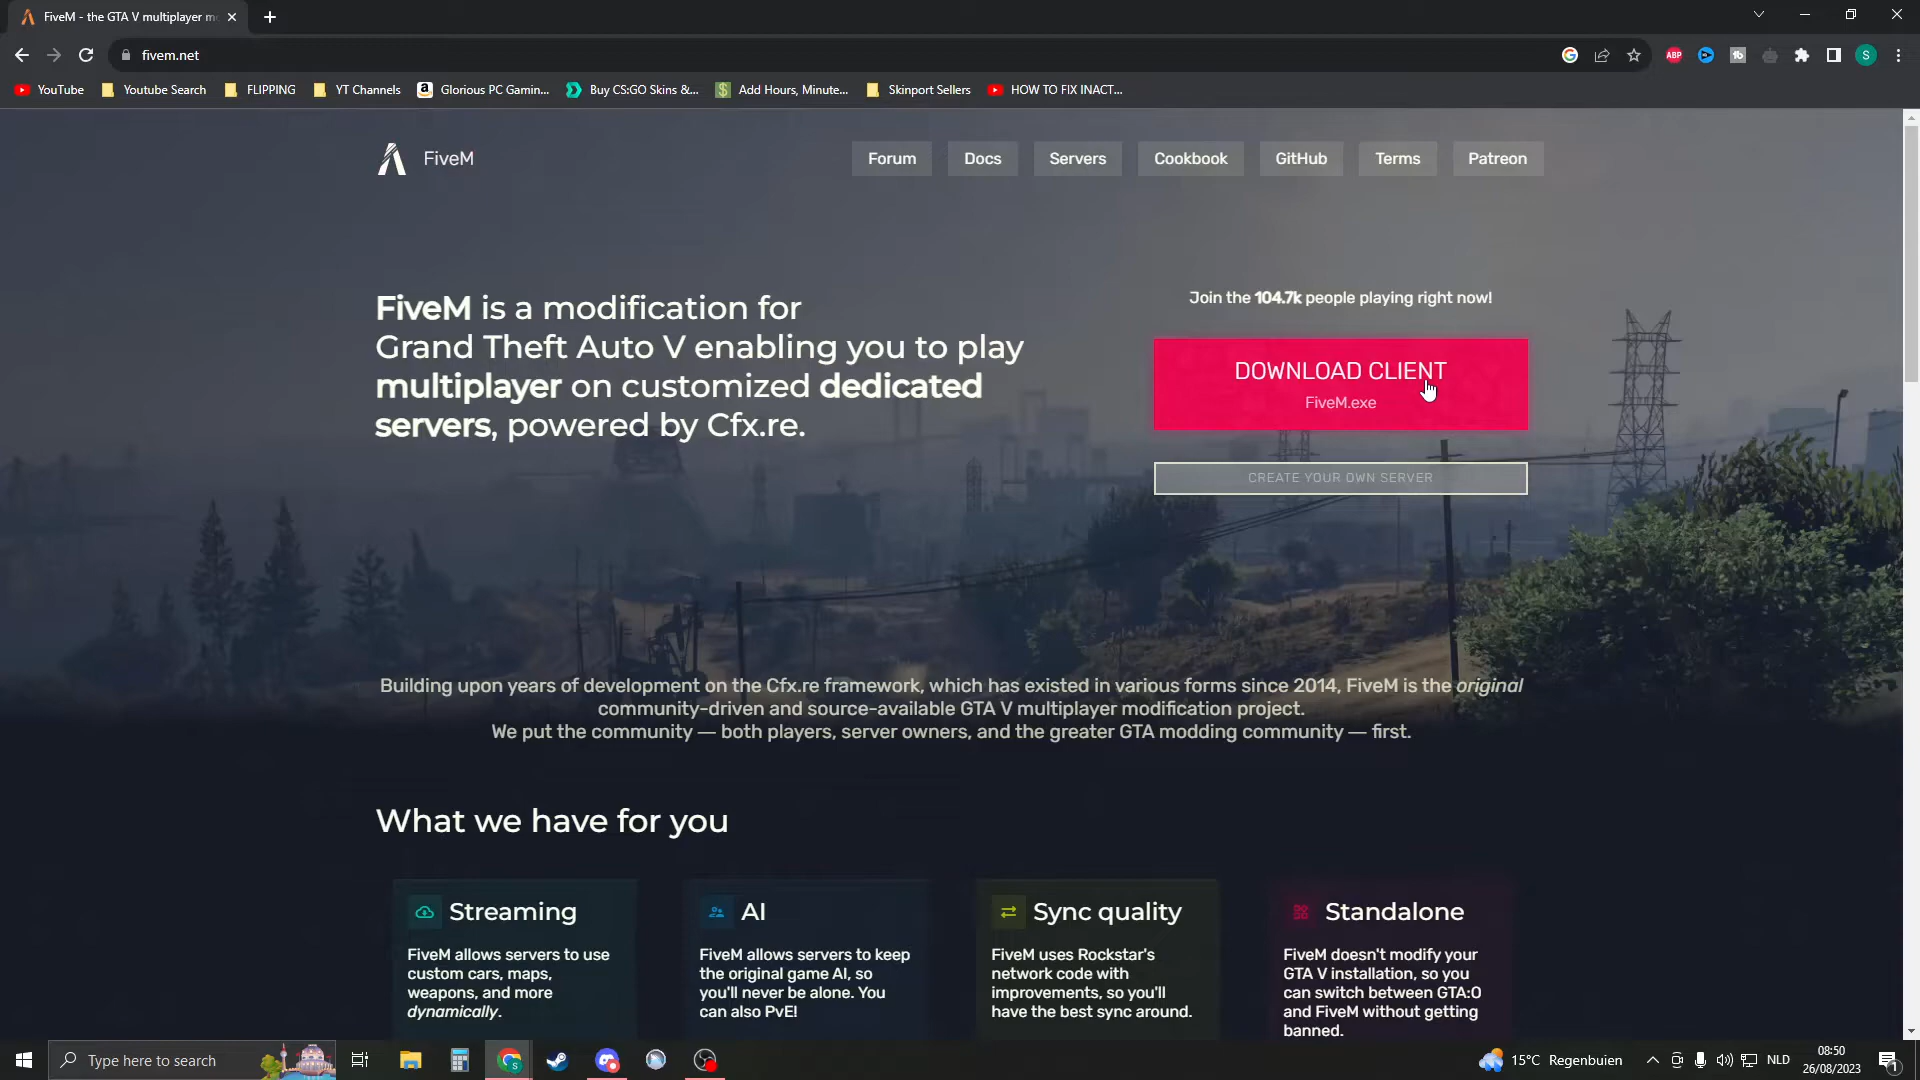 FiveM - the GTA V multiplayer m
fivem.net
ABP
S
YouTube
Youtube Search
FLIPPING
YT Channels
Glorious PC Gamin...
Buy CS:GO Skins &...
Add Hours, Minute...
Skinport Sellers
HOW TO FIX INACT...
FiveM
Forum
Docs
Servers
Cookbook
GitHub
Terms
Patreon
FiveM is a modification for
Grand Theft Auto V enabling you to play
multiplayer on customized dedicated
servers, powered by Cfx.re.
Join the 104.7k people playing right now!
DOWNLOAD CLIENT
FiveM.exe
CREATE YOUR OWN SERVER
Building upon years of development on the Cfx.re framework, which has existed in various forms since 2014, FiveM is the original
community-driven and source-available GTA V multiplayer modification project.
We put the community — both players, server owners, and the greater GTA modding community — first.
What we have for you
Streaming
FiveM allows servers to use
custom cars, maps,
weapons, and more
dynamically.
AI
FiveM allows servers to keep
the original game AI, so
you'll never be alone. You
can also PvE!
Sync quality
FiveM uses Rockstar's
network code with
improvements, so you'll
have the best sync around.
Standalone
FiveM doesn't modify your
GTA V installation, so you
can switch between GTA:O
and FiveM without getting
banned.
Type here to search
15°C Regenbuien
NLD
08:50
26/08/2023
1